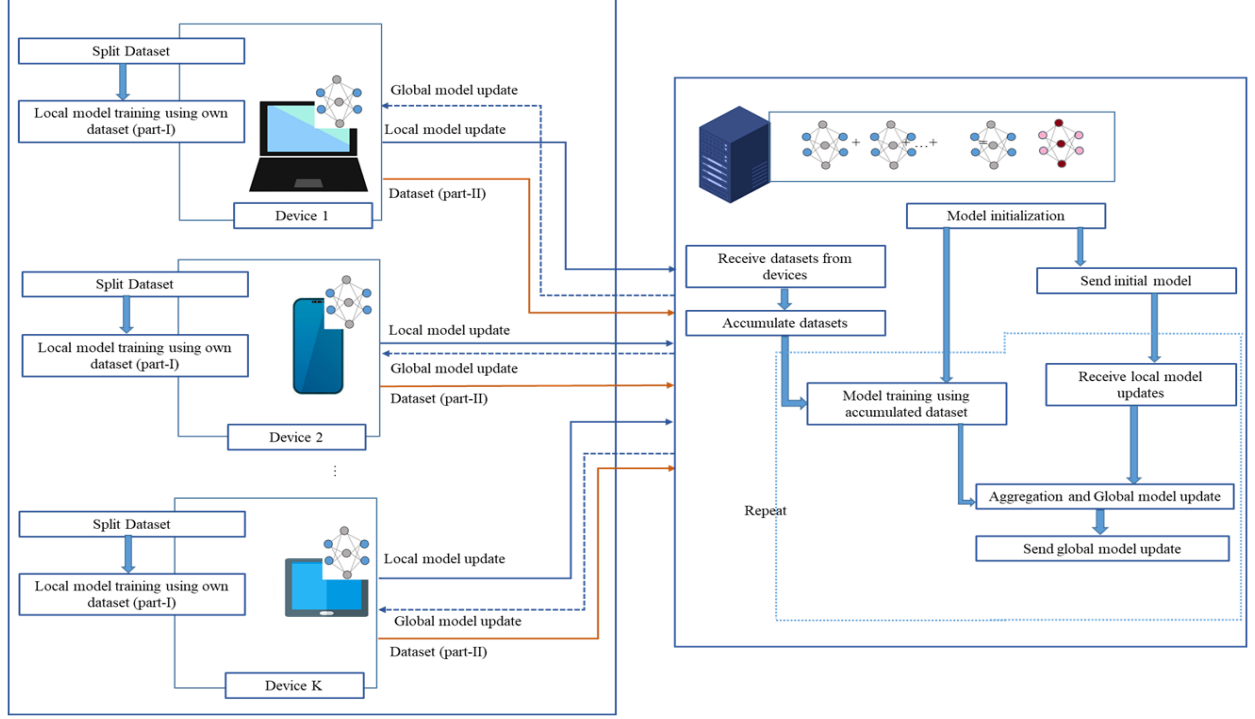 Split Dataset
Local model training using own
dataset (part-I)
Device 1
Global model update
Local model update
Dataset (part-II)
Split Dataset
Local model training using own
dataset (part-I)
Device 2
Local model update
Global model update
Dataset (part-II)
⋮
Split Dataset
Local model training using own
dataset (part-I)
Device K
Local model update
Global model update
Dataset (part-II)
+ +...+ =
Model initialization
Receive datasets from
devices
Send initial model
Accumulate datasets
Receive local model
updates
Model training using
accumulated dataset
Aggregation and Global model update
Repeat
Send global model update